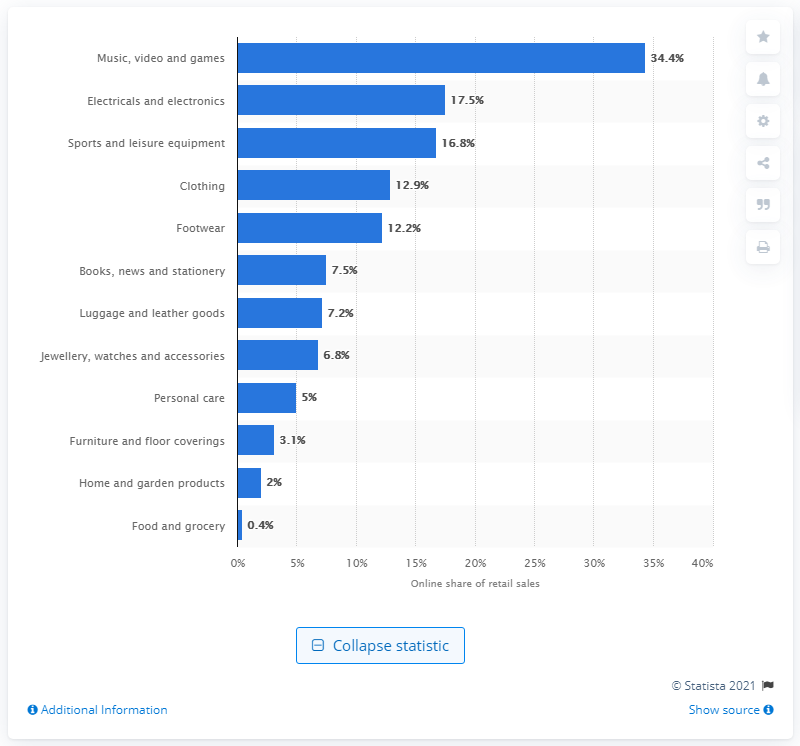 Music, video and games 34.4%
Electricals and electronics 17.5%
Sports and leisure equipment 16.8%
Clothing 12.9%
Footwear 12.2%
Books, news and stationery 7.5%
Luggage and leather goods 7.2%
Jewellery, watches and accessories 6.8%
Personal care 5%
Furniture and floor coverings 3.1%
Home and garden products 2%
Food and grocery 0.4%
0% 5% 10% 15% 20% 25% 30% 35% 40%
Online share of retail sales
Collapse statistic
© Statista 2021
Additional Information Show source